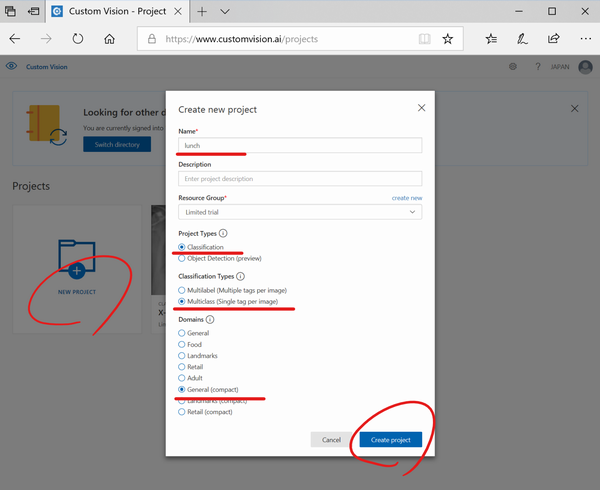 Custom Vision - Project
https://www.customvision.ai/projects
Custom Vision
?
JAPAN
Looking for other d
You are currently signed into
Switch directory
Projects
NEW PROJECT
X-
Create new project
Name*
lunch
Description
Enter project description
Resource Group*
create new
Limited trial
Project Types
Classification
Object Detection (preview)
Classification Types
Multilabel (Multiple tags per image)
Multiclass (Single tag per image)
Domains
General
Food
Landmarks
Retail
Adult
General (compact)
Landmarks (compact)
Retail (compact)
Cancel
Create project